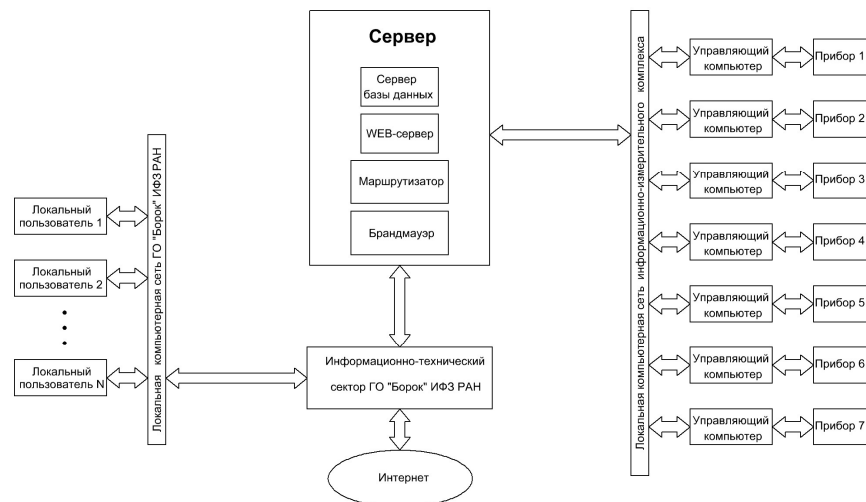 Сервер
Сервер
базы данных
WEB-сервер
Маршрутизатор
Брандмауэр
Локальный
пользователь 1
Локальный
пользователь 2
Локальный
пользователь N
Локальная компьютерная сеть ГО "Борок" ИФЗ РАН
Информационно-технический
сектор ГО "Борок" ИФЗ РАН
Интернет
Локальная компьютерная сеть информационно-измерительного комплекса
Управляющий
компьютер
Прибор 1
Управляющий
компьютер
Прибор 2
Управляющий
компьютер
Прибор 3
Управляющий
компьютер
Прибор 4
Управляющий
компьютер
Прибор 5
Управляющий
компьютер
Прибор 6
Управляющий
компьютер
Прибор 7